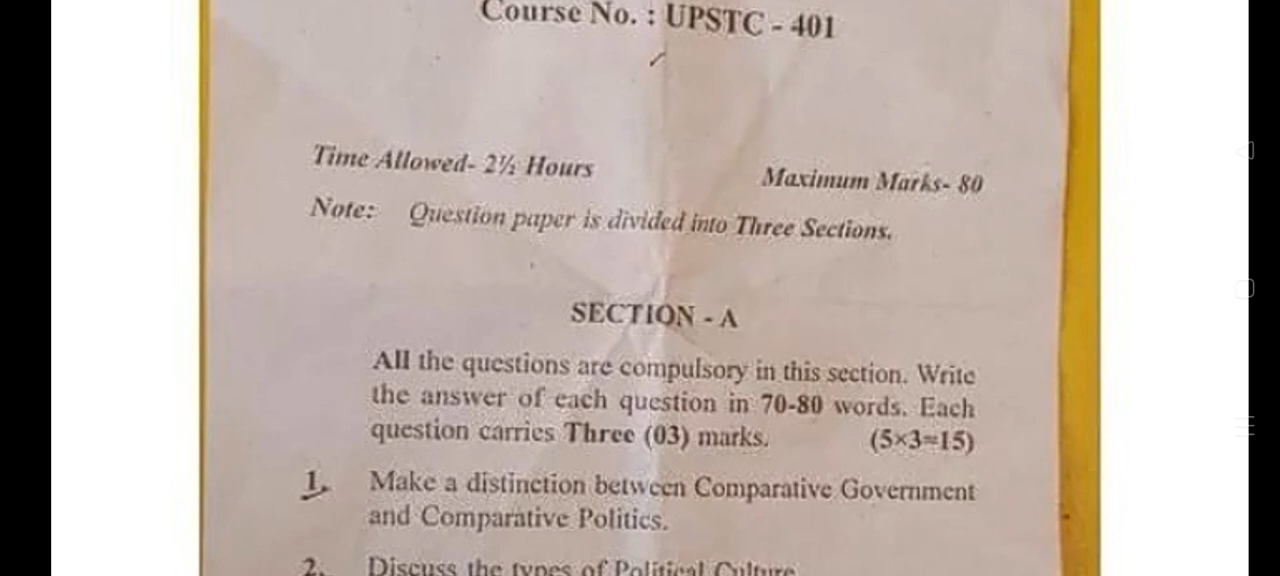 Course No. : UPSTC - 401
Time Allowed- 2½ Hours
Maximum Marks- 80
Note: Question paper is divided into Three Sections.
SECTION - A
All the questions are compulsory in this section. Write
the answer of each question in 70-80 words. Each
question carries Three (03) marks. (5×3=15)
1. Make a distinction between Comparative Government
and Comparative Politics.
2. Discuss the types of Political Culture